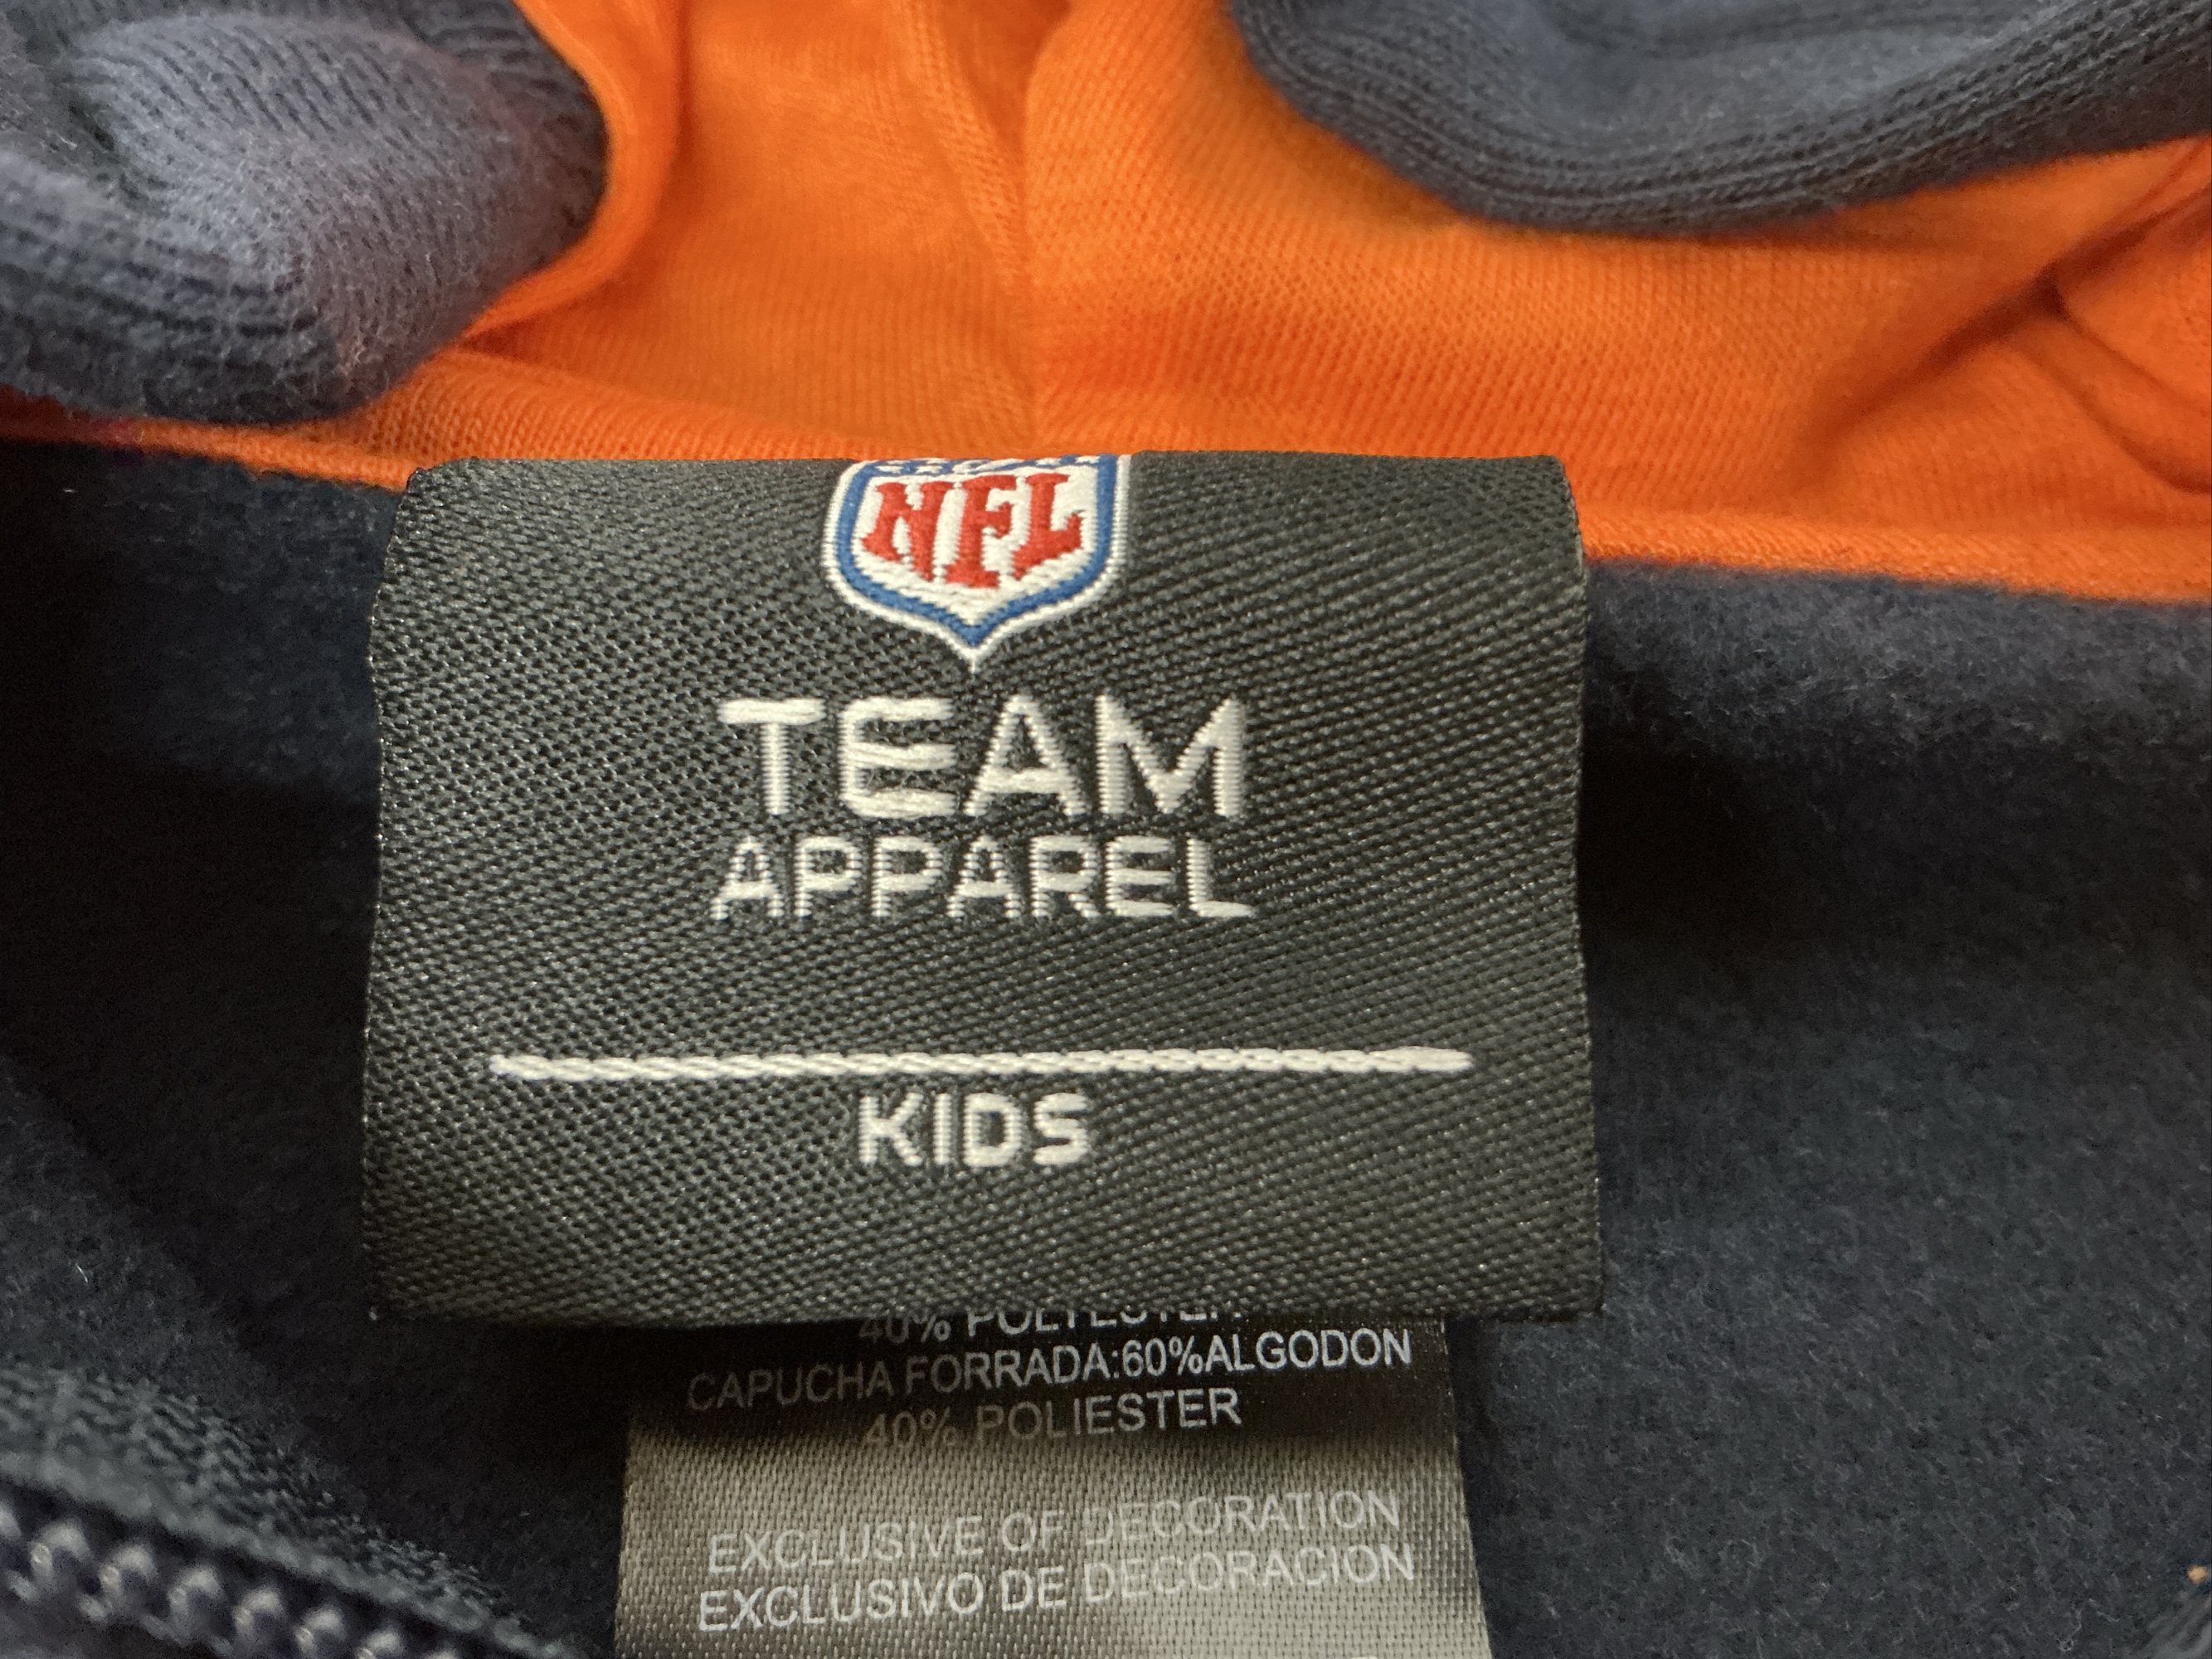 NFL
TEAM
APPAREL
KIDS
40% POLYESTER
CAPUCHA FORRADA:60%ALGODON
40% POLIESTER
EXCLUSIVE OF DECORATION
EXCLUSIVO DE DECORACION